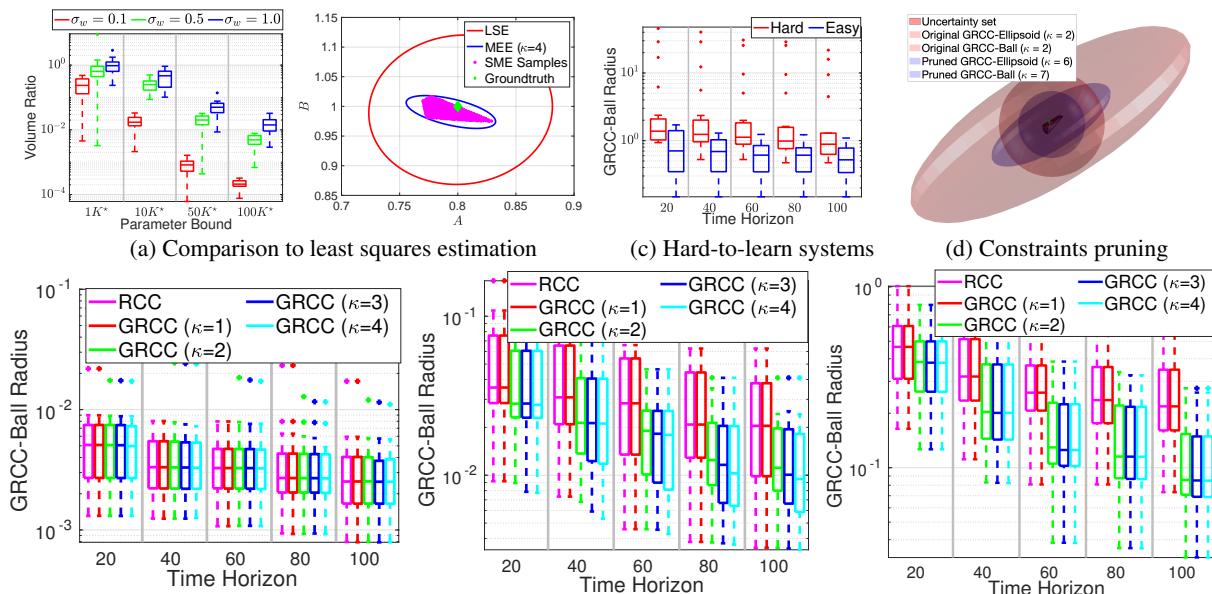 σ_w = 0.1 σ_w = 0.5 σ_w = 1.0
Volume Ratio
10^0
10^-2
10^-4
1K* 10K* 50K* 100K*
Parameter Bound
LSE
MEE (κ=4)
SME Samples
Groundtruth
B
1.15
1.1
1.05
1
0.95
0.9
0.85
0.7 0.75 0.8 0.85 0.9
A
(a) Comparison to least squares estimation
Hard Easy
GRCC-Ball Radius
10^1
10^0
20 40 60 80 100
Time Horizon
(c) Hard-to-learn systems
Uncertainty set
Original GRCC-Ellipsoid (κ = 2)
Original GRCC-Ball (κ = 2)
Pruned GRCC-Ellipsoid (κ = 6)
Pruned GRCC-Ball (κ = 7)
(d) Constraints pruning
RCC
GRCC (κ=1)
GRCC (κ=2)
GRCC (κ=3)
GRCC (κ=4)
GRCC-Ball Radius
10^-1
10^-2
10^-3
20 40 60 80 100
Time Horizon
RCC
GRCC (κ=1)
GRCC (κ=2)
GRCC (κ=3)
GRCC (κ=4)
GRCC-Ball Radius
10^-1
10^-2
20 40 60 80 100
Time Horizon
RCC
GRCC (κ=1)
GRCC (κ=2)
GRCC (κ=3)
GRCC (κ=4)
GRCC-Ball Radius
10^0
10^-1
20 40 60 80 100
Time Horizon